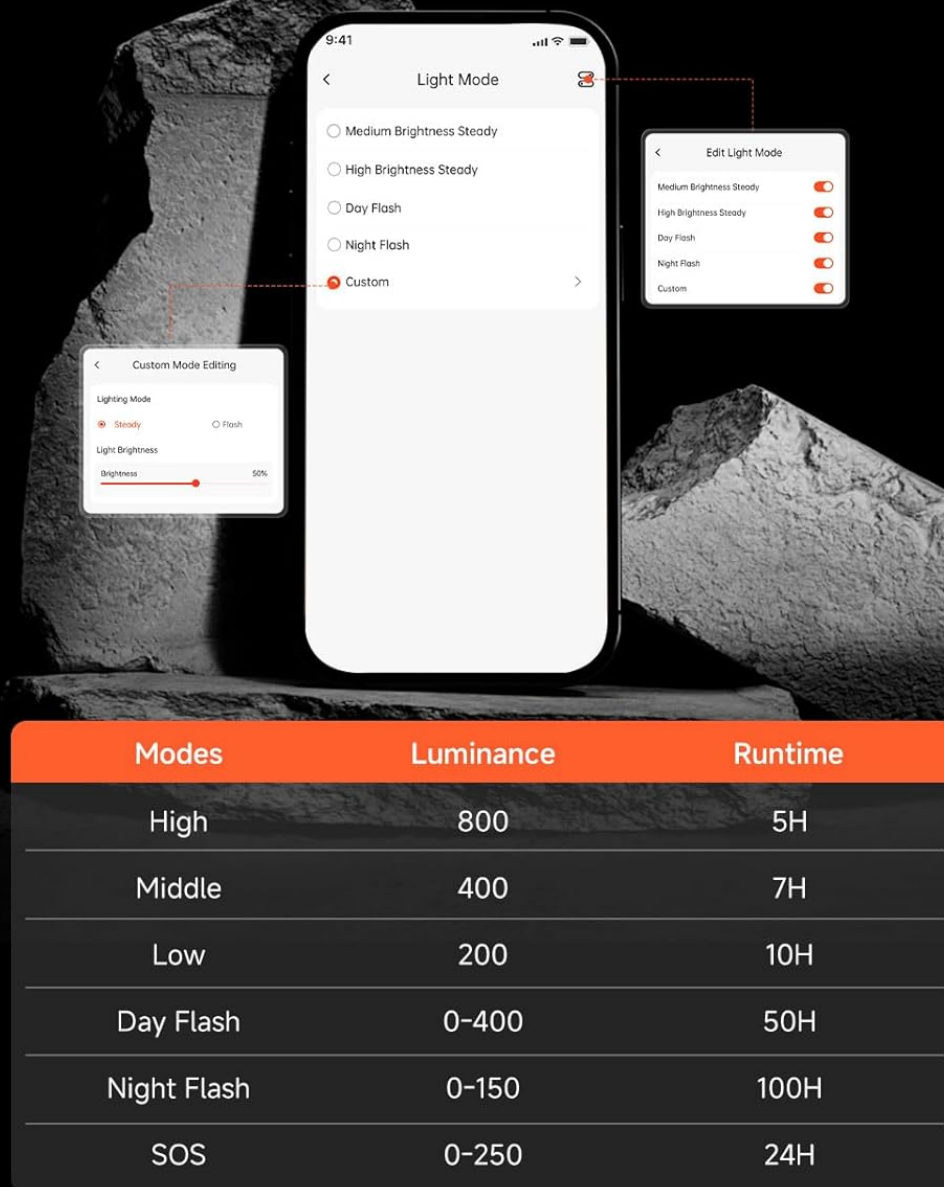 9:41
Light Mode
Medium Brightness Steady
High Brightness Steady
Day Flash
Night Flash
Custom
Edit Light Mode
Medium Brightness Steady
High Brightness Steady
Day Flash
Night Flash
Custom
Custom Mode Editing
Lighting Mode
Steady Flash
Light Brightness
Brightness 50%
Modes Luminance Runtime
High 800 5H
Middle 400 7H
Low 200 10H
Day Flash 0-400 50H
Night Flash 0-150 100H
SOS 0-250 24H